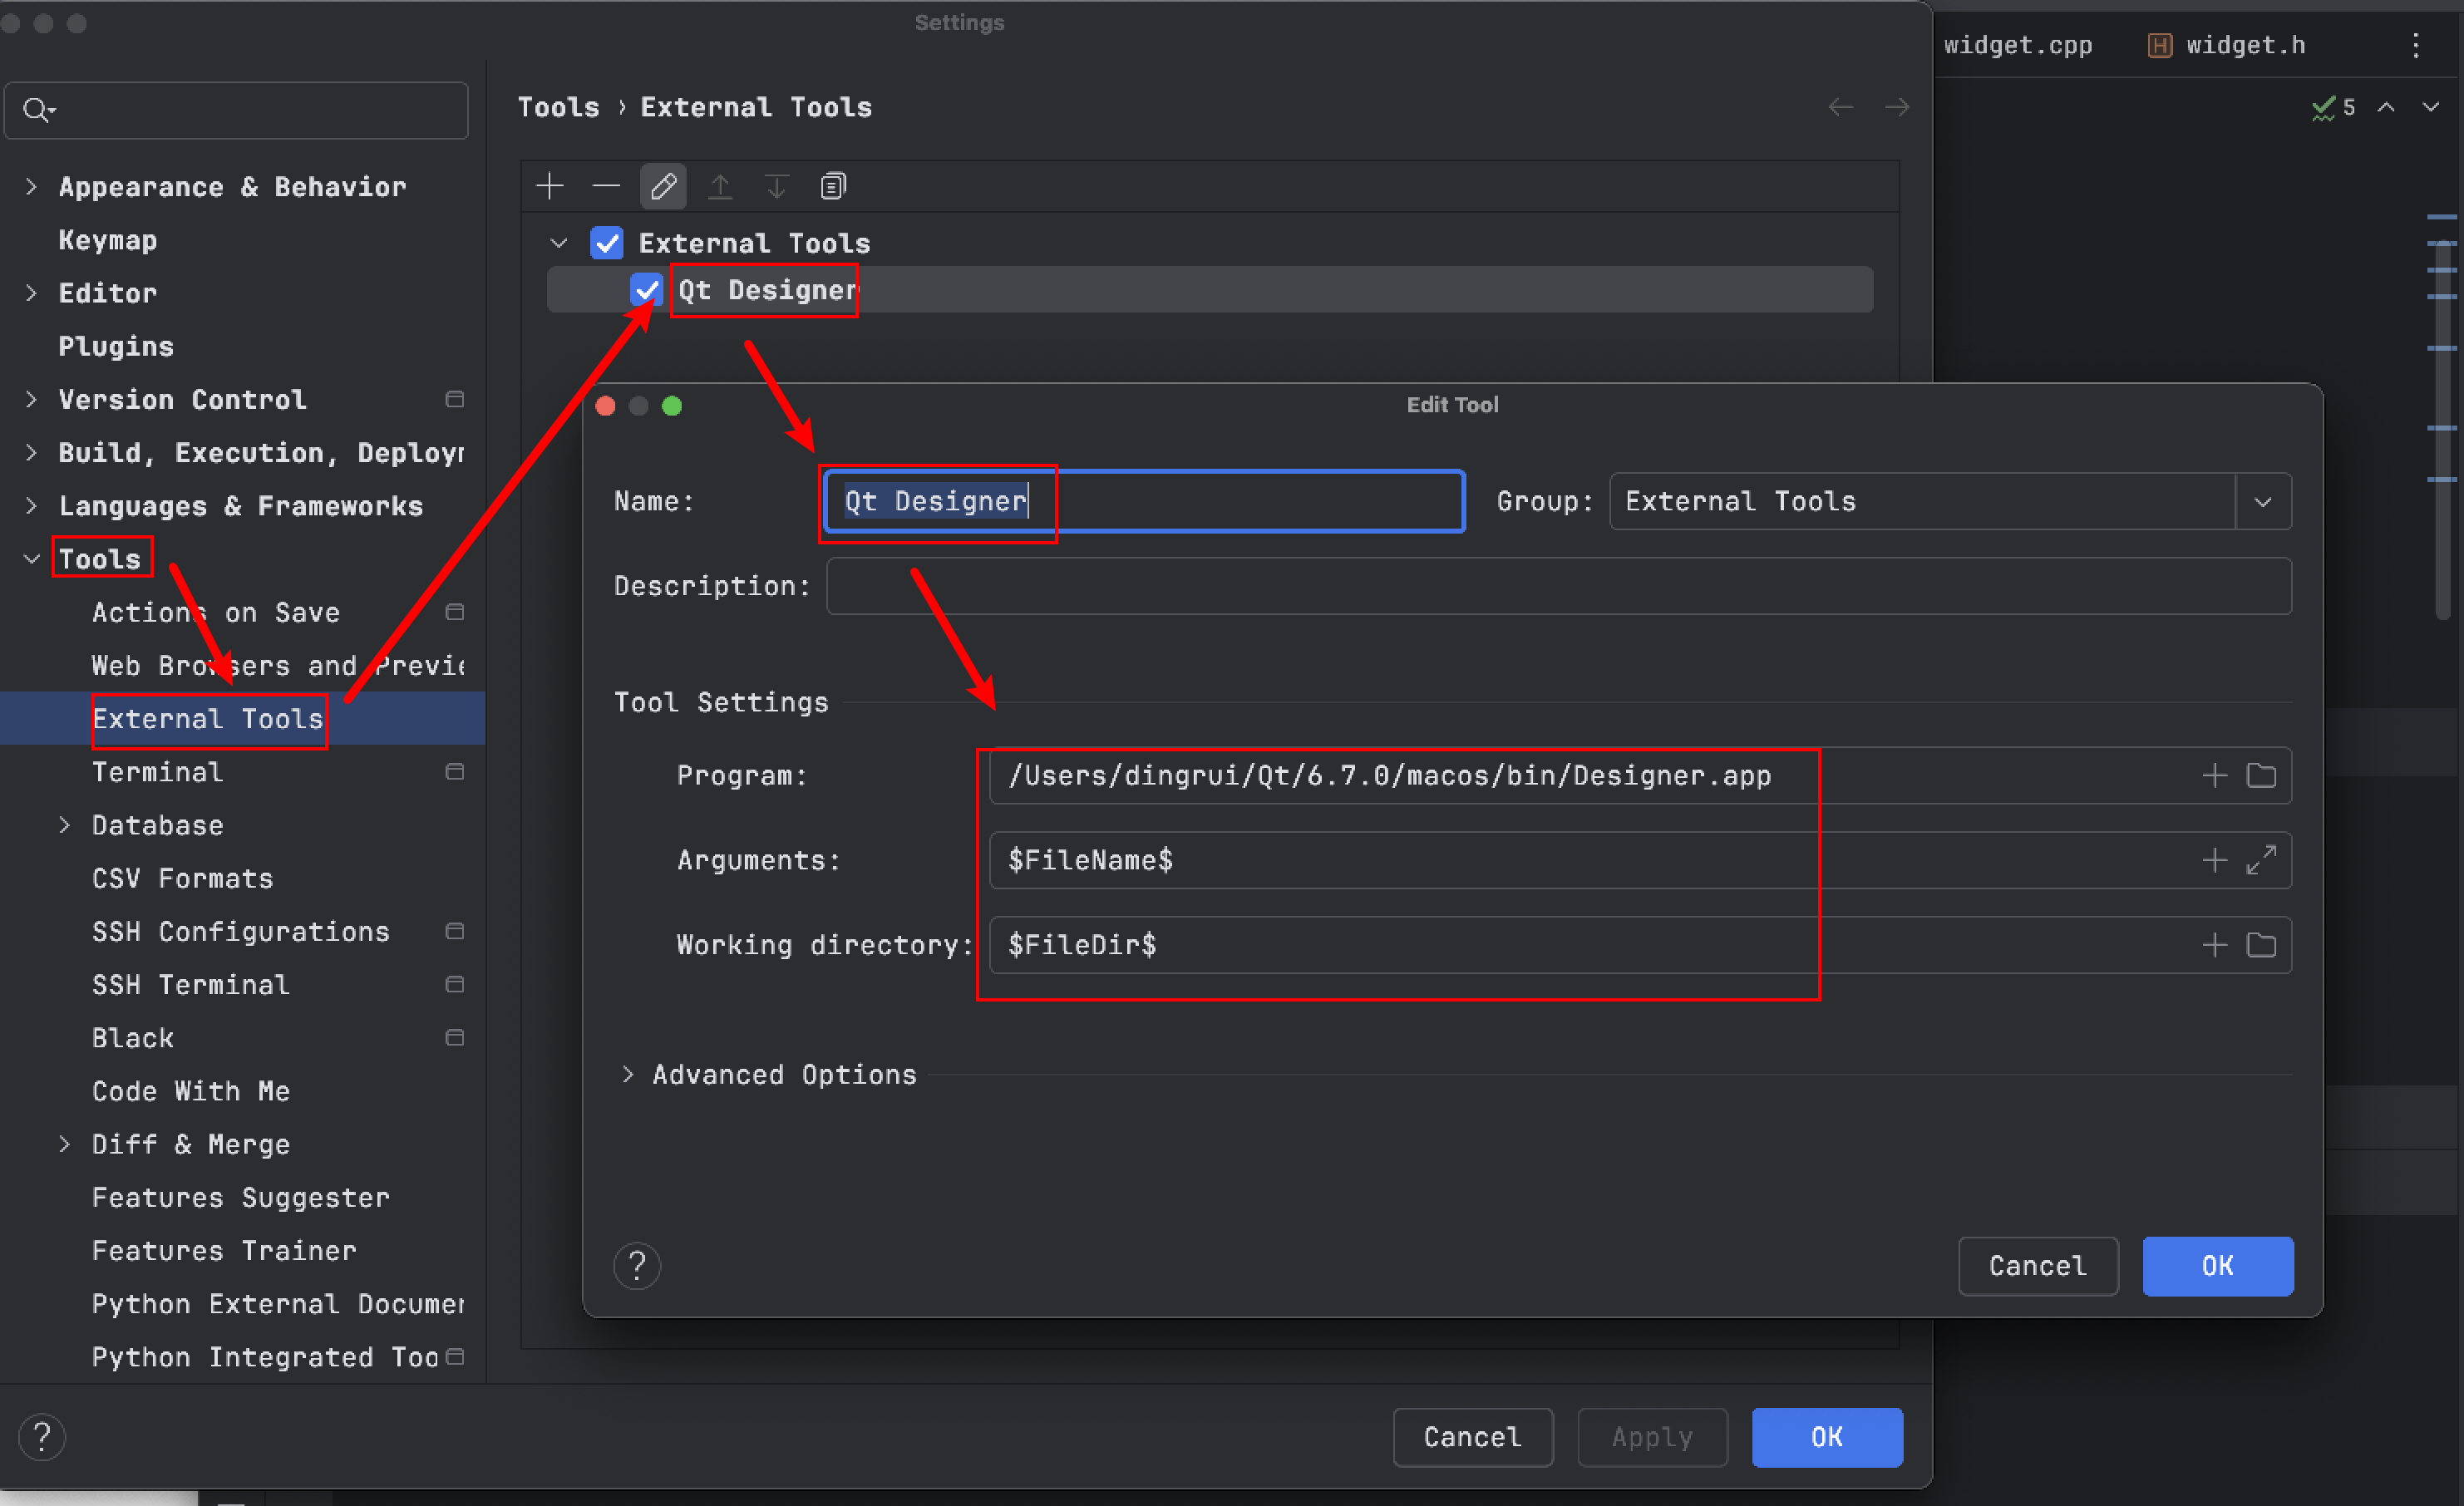 Settings
widget.cpp
H widget.h
5
Tools › External Tools
Appearance & Behavior
Keymap
Editor
Plugins
Version Control
Build, Execution, Deploy
Languages & Frameworks
Tools
Actions on Save
Web Browsers and Previe
External Tools
Terminal
Database
CSV Formats
SSH Configurations
SSH Terminal
Black
Code With Me
Diff & Merge
Features Suggester
Features Trainer
Python External Documen
Python Integrated Too
External Tools
Qt Designer
Edit Tool
Name: Qt Designer
Group: External Tools
Description:
Tool Settings
Program: /Users/dingrui/Qt/6.7.0/macos/bin/Designer.app
Arguments: $FileName$
Working directory: $FileDir$
Advanced Options
?
Cancel
OK
?
Cancel
Apply
OK